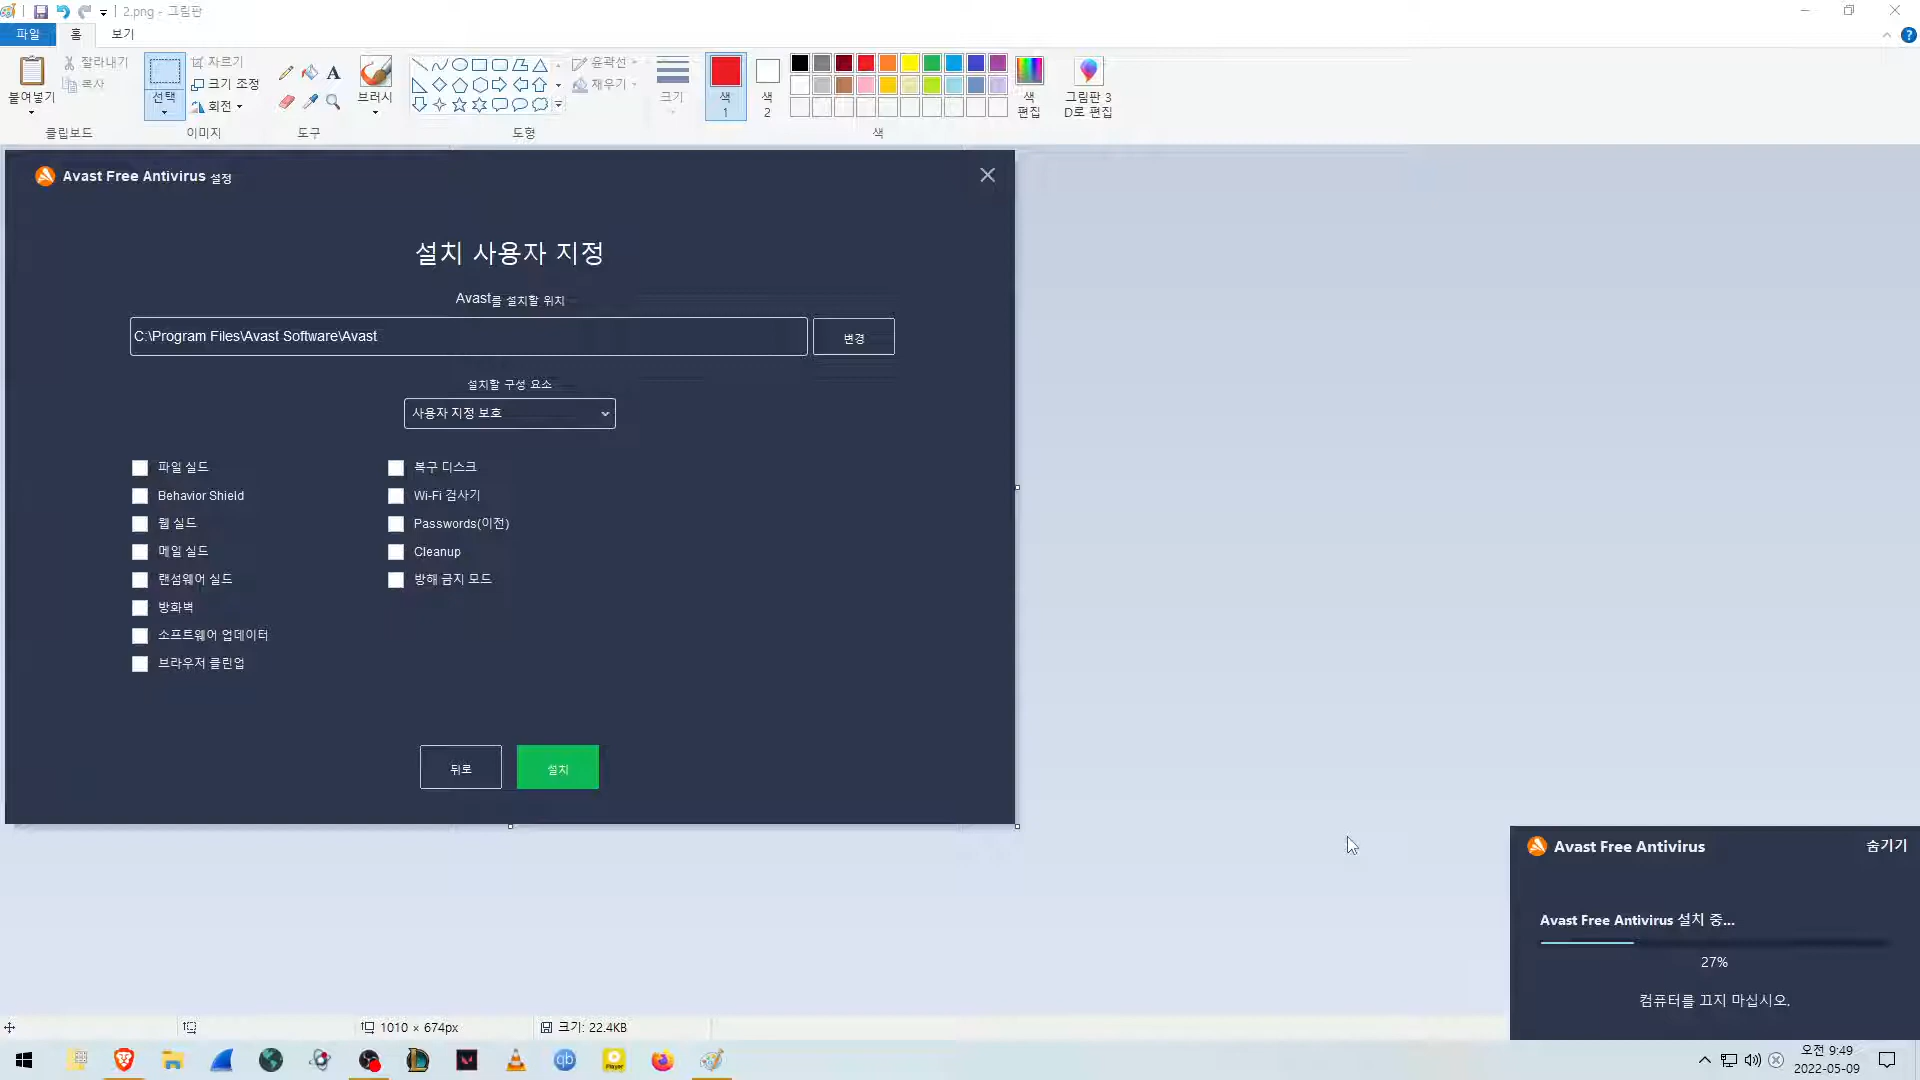 2.png - 그림판
파일 홈 보기
붙여넣기
잘라내기
복사
클립보드
선택
자르기
크기 조정
회전
이미지
A
도구
브러시
윤곽선
채우기
도형
크기
색
1
색
2
색
편집
색
그림판 3
D로 편집
Avast Free Antivirus 설정
설치 사용자 지정
Avast를 설치할 위치
C:\Program Files\Avast Software\Avast
변경
설치할 구성 요소
사용자 지정 보호
파일 실드
Behavior Shield
웹 실드
메일 실드
랜섬웨어 실드
방화벽
소프트웨어 업데이터
브라우저 클린업
복구 디스크
Wi-Fi 검사기
Passwords(이전)
Cleanup
방해 금지 모드
뒤로
설치
Avast Free Antivirus
숨기기
Avast Free Antivirus 설치 중...
27%
컴퓨터를 끄지 마십시오.
1010 × 674px
크기: 22.4KB
qb
Player
오전 9:49
2022-05-09